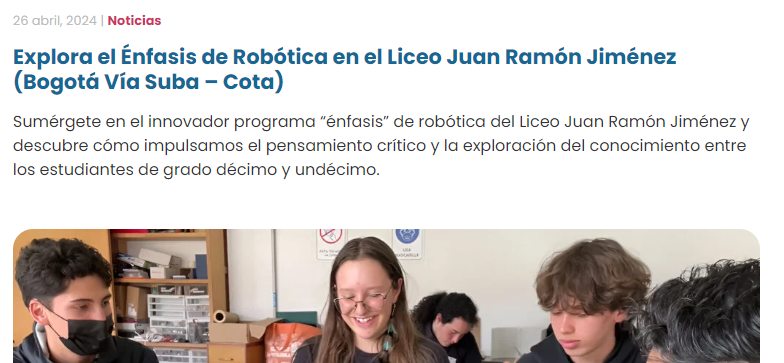 26 abril, 2024 | Noticias
Explora el Énfasis de Robótica en el Liceo Juan Ramón Jiménez
(Bogotá Vía Suba – Cota)
Sumérgete en el innovador programa “énfasis” de robótica del Liceo Juan Ramón Jiménez y
descubre cómo impulsamos el pensamiento crítico y la exploración del conocimiento entre
los estudiantes de grado décimo y undécimo.